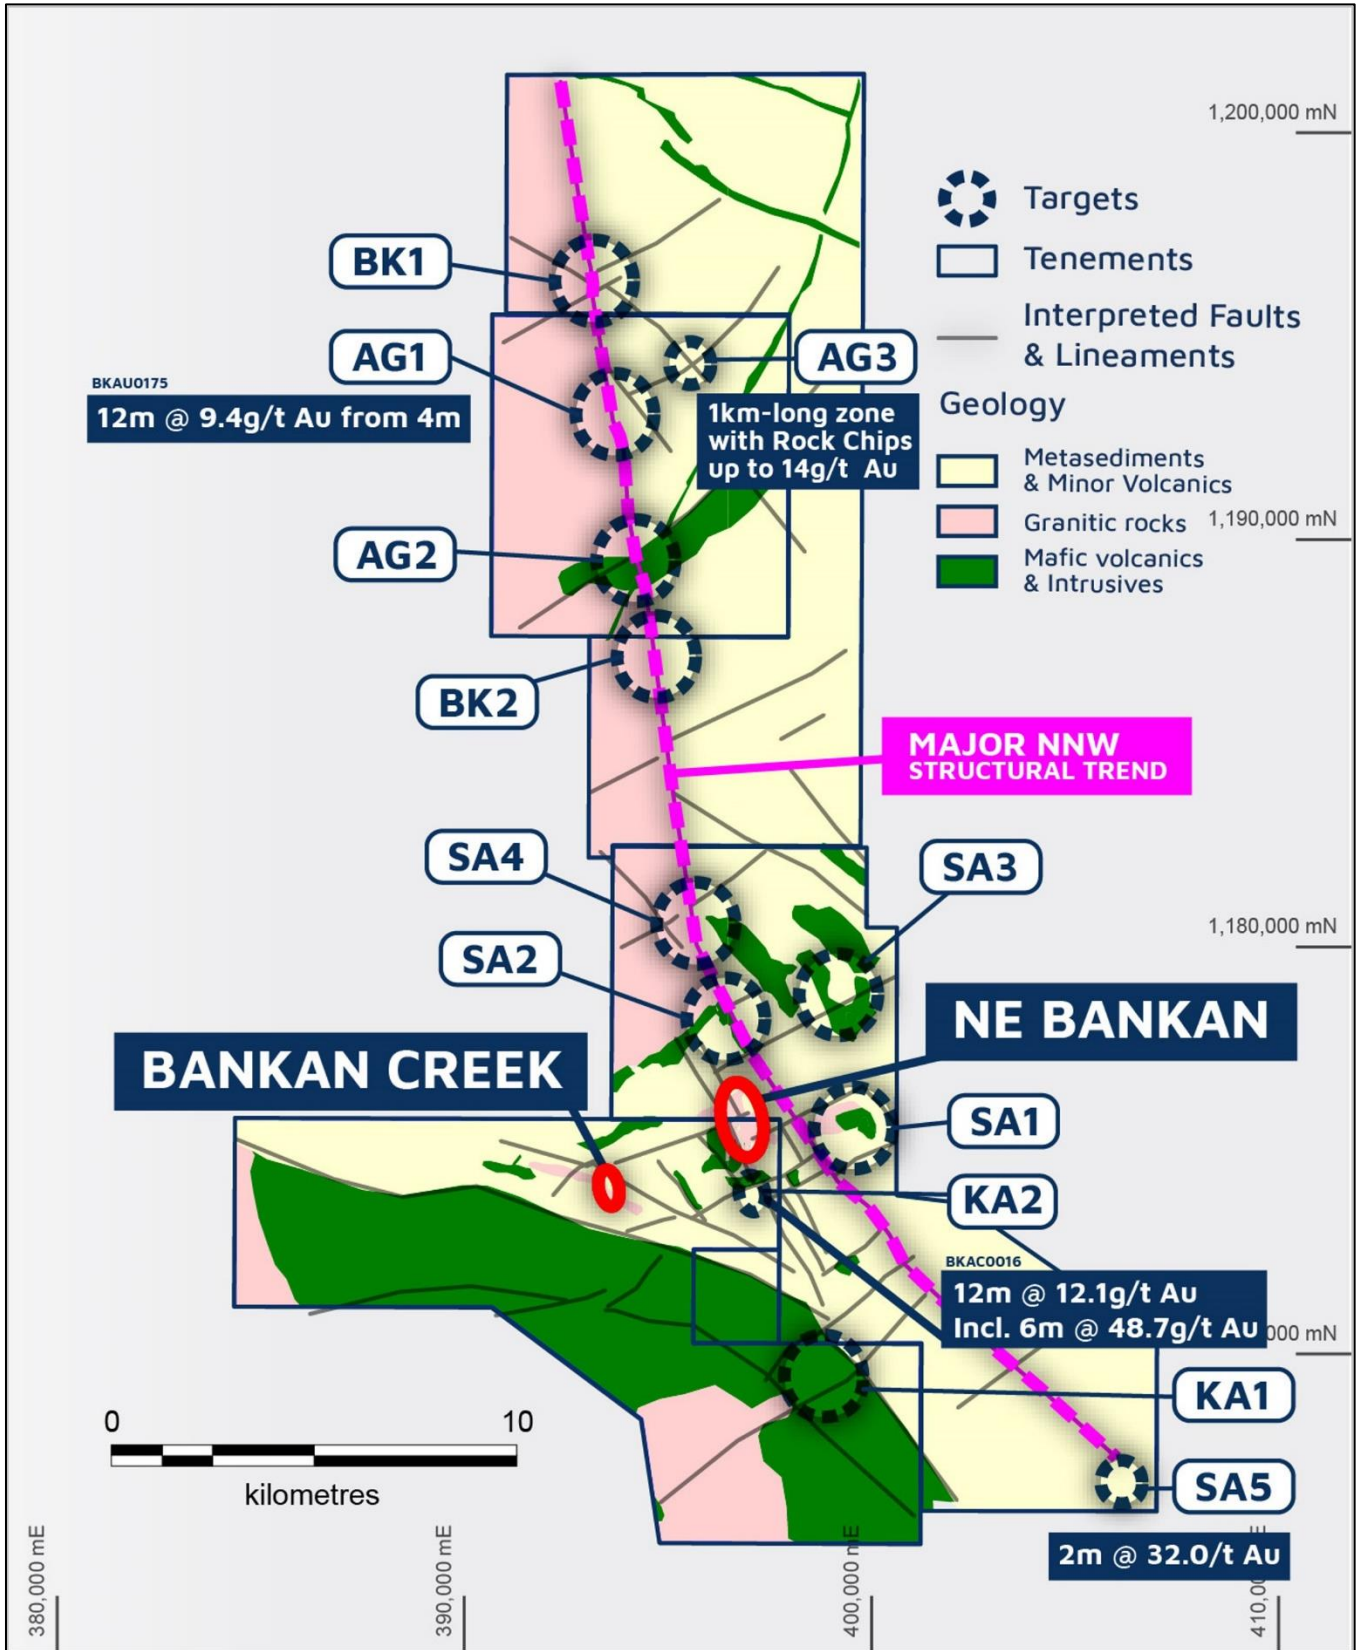 1,200,000 mN
Targets
BK1
Tenements
Interpreted Faults
& Lineaments
AG1
AG3
BKAU0175
12m @ 9.4g/t Au from 4m
1km-long zone
with Rock Chips
up to 14g/t Au
Geology
Metasediments
& Minor Volcanics
Granitic rocks
1,190,000 mN
Mafic volcanics
& Intrusives
AG2
BK2
MAJOR NNW
STRUCTURAL TREND
SA4
SA3
1,180,000 mN
SA2
NE BANKAN
BANKAN CREEK
SA1
KA2
BKAC0016
12m @ 12.1g/t Au
Incl. 6m @ 48.7g/t Au
000 mN
KA1
0
10
kilometres
SA5
2m @ 32.0/t Au
380,000 mE
390,000 mE
400,000 mE
410,000 mE